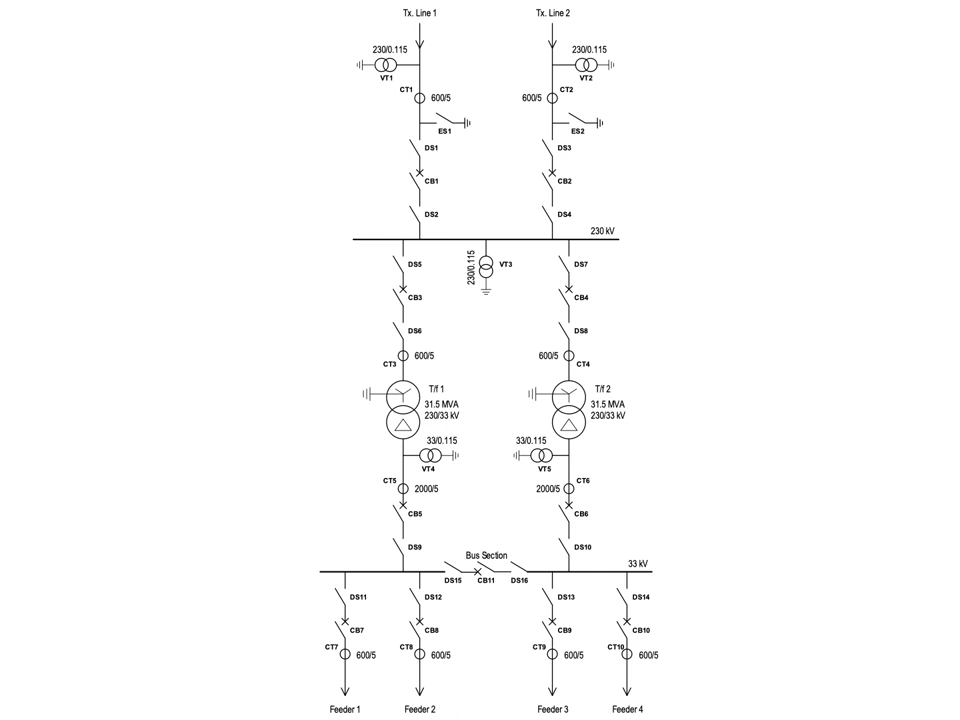 Tx. Line 1
Tx. Line 2
230/0.115
230/0.115
VT1
VT2
CT1
600/5
600/5
CT2
ES1
ES2
DS1
DS3
CB1
CB2
DS2
DS4
230 kV
DS5
230/0.115
VT3
DS7
CB3
CB4
DS6
DS8
600/5
CT3
600/5
CT4
T/f 1
31.5 MVA
230/33 kV
T/f 2
31.5 MVA
230/33 kV
33/0.115
VT4
33/0.115
VT5
CT5
2000/5
CT6
2000/5
CB5
CB6
DS9
DS10
Bus Section
33 kV
DS15
CB11
DS16
DS11
DS12
DS13
DS14
CB7
CB8
CB9
CB10
CT7
600/5
CT8
600/5
CT9
600/5
CT10
600/5
Feeder 1
Feeder 2
Feeder 3
Feeder 4